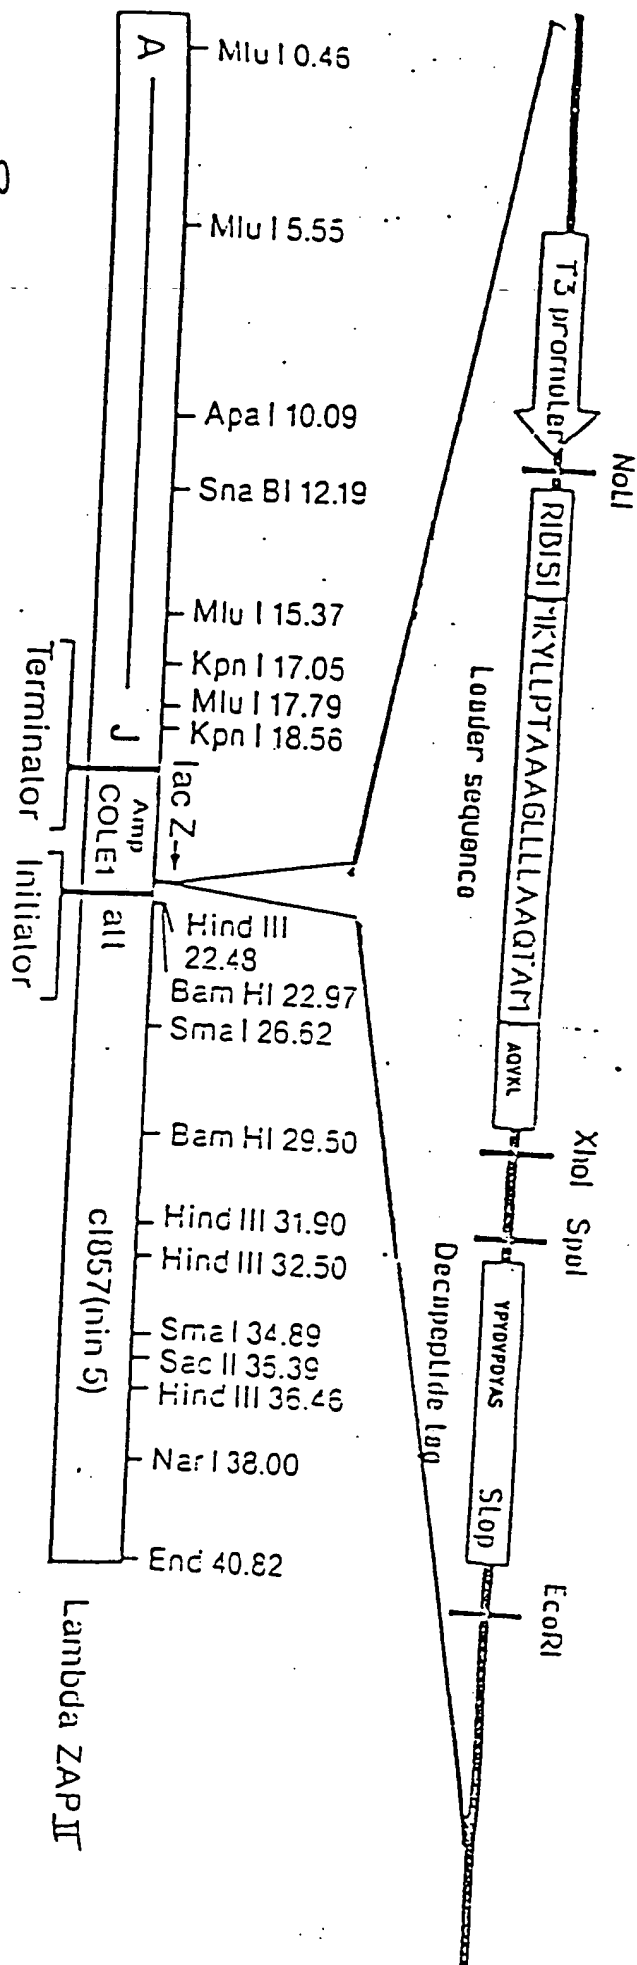 T3 promoter
NotI
RIBISI
MKYLLPTAAAGLLLLAAQTAM
Leader sequence
AQVKL
XhoI
SpeI
YPYDVPDYAS
Stop
Decapeptide tag
EcoRI
Mlu I 0.46
Mlu I 5.55
Apa I 10.09
Sna BI 12.19
Mlu I 15.37
Kpn I 17.05
Mlu I 17.79
Kpn I 18.56
lac Z→
Hind III
22.48
Bam HI 22.97
Sma I 26.62
Bam HI 29.50
Hind III 31.90
Hind III 32.50
Sma I 34.89
Sac II 35.39
Hind III 36.46
Nar I 38.00
End 40.82
A
J
Amp
COLE1
att
cI857(nin 5)
Terminator
Initiator
Lambda ZAP II